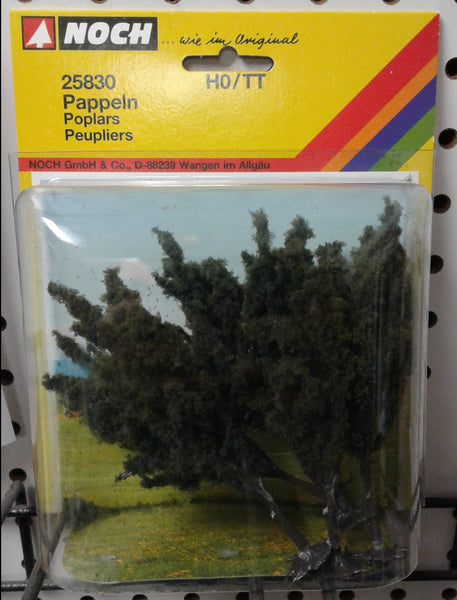 NOCH ... wie im Original
25830 H0/TT
Pappeln
Poplars
Peupliers
NOCH GmbH & Co., D-88239 Wangen im Allgäu